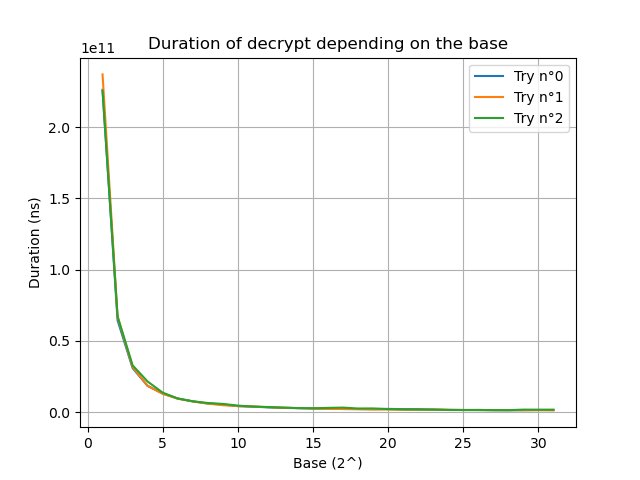 Duration of decrypt depending on the base
1e11
Try n°0
Try n°1
Try n°2
2.0
1.5
1.0
0.5
0.0
Duration (ns)
0 5 10 15 20 25 30
Base (2^)